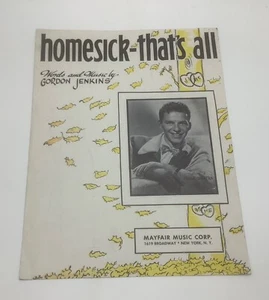 homesick-that's all
Words and Music by
GORDON JENKINS
MAYFAIR MUSIC CORP.
1619 BROADWAY • NEW YORK, N. Y.